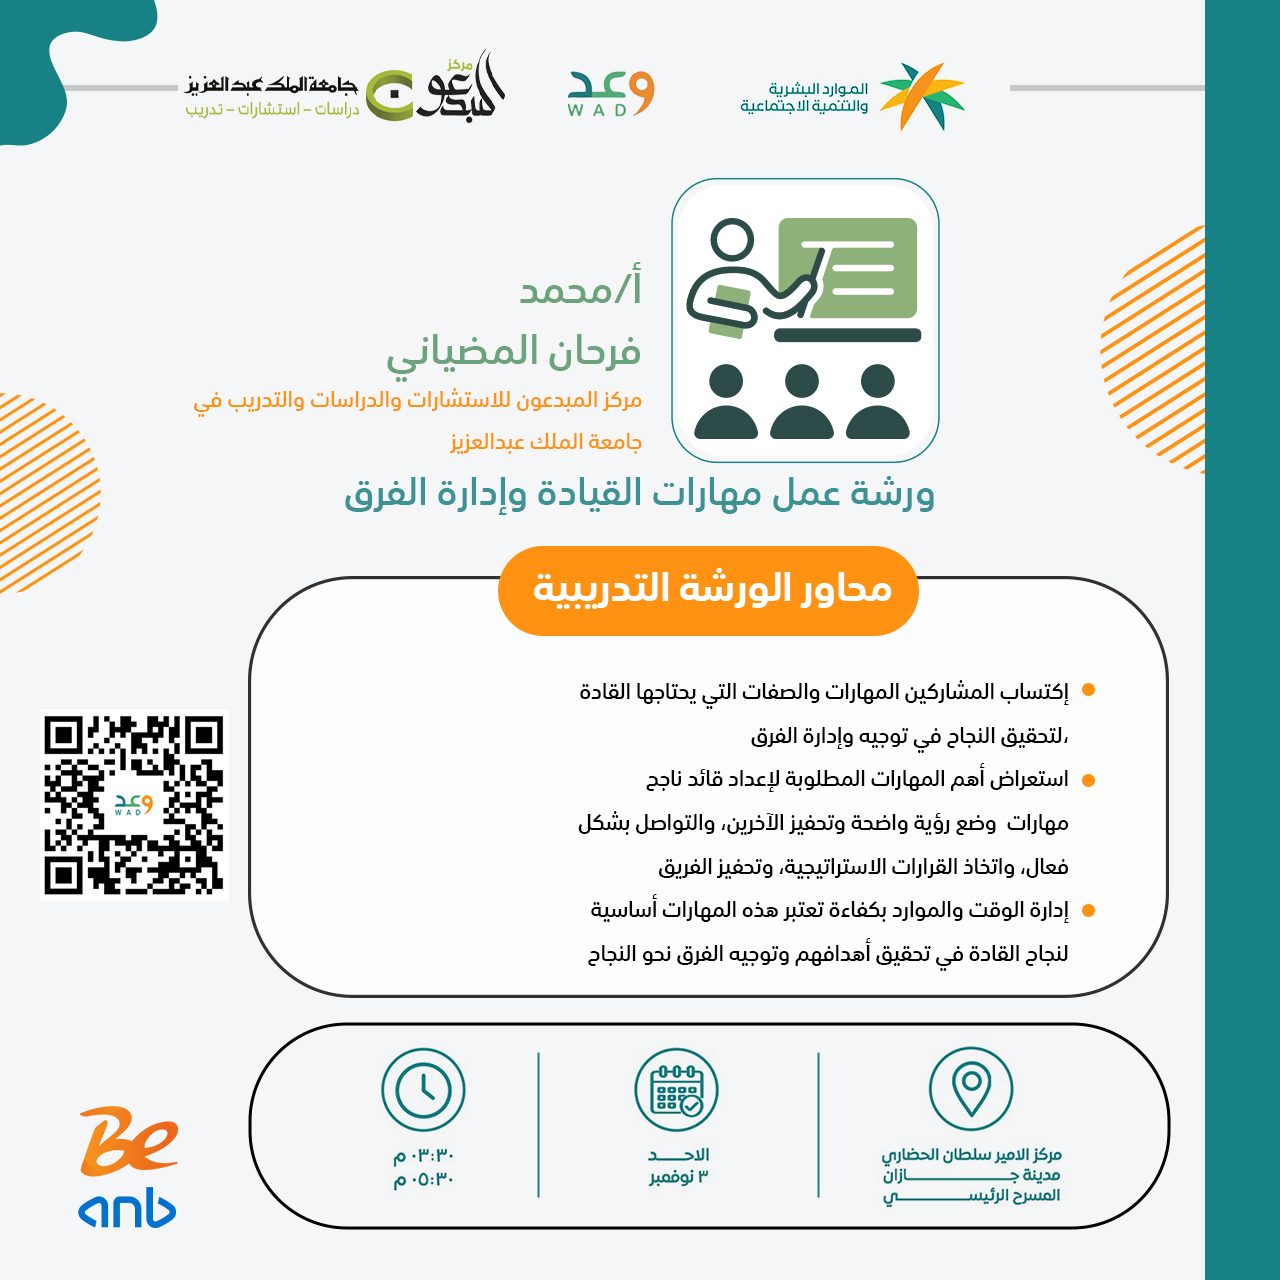 الموارد البشرية
والتنمية الاجتماعية
وعد
WAD
مركز
المبدعون
جامعة الملك عبد العزيز
دراسات – استشارات – تدريب
أ/محمد
فرحان المضياني
مركز المبدعون للاستشارات والدراسات والتدريب في
جامعة الملك عبدالعزيز
ورشة عمل مهارات القيادة وإدارة الفرق
محاور الورشة التدريبية
إكتساب المشاركين المهارات والصفات التي يحتاجها القادة
،لتحقيق النجاح في توجيه وإدارة الفرق
استعراض أهم المهارات المطلوبة لإعداد قائد ناجح
مهارات وضع رؤية واضحة وتحفيز الآخرين، والتواصل بشكل
فعال، واتخاذ القرارات الاستراتيجية، وتحفيز الفريق
إدارة الوقت والموارد بكفاءة تعتبر هذه المهارات أساسية
لنجاح القادة في تحقيق أهدافهم وتوجيه الفرق نحو النجاح
وعد
WAD
مركز الامير سلطان الحضاري
مدينة جـــــــــازان
المسرح الرئيســـــي
الاحــــد
٣ نوفمبر
٠٣:٣٠ م
٠٥:٣٠ م
Be
anb